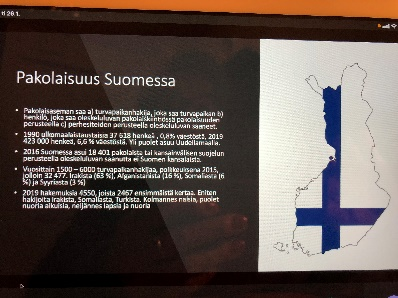 ti 29.1.
Pakolaisuus Suomessa
Pakolaisaseman saa a) turvapaikanhakija, joka saa turvapaikan b)
henkilö, joka saa oleskeluluvan pakolaiskiintiössä pakolaisuuden
perusteella c) perhesiteiden perusteella oleskeluluvan saaneet.
1990 ulkomaalaistaustaisia 37 618 henkeä , 0,8% väestöstä, 2019
423 000 henkeä, 6,6 % väestöstä. Yli puolet asuu Uudellamaalla.
2016 Suomessa asui 18 401 pakolaista tai kansainvälisen suojelun
perusteella oleskeluluvan saanutta ei Suomen kansalaista.
Vuosittain 1500 – 6000 turvapaikanhakijaa, poikkeuksena 2015,
jolloin 32 477. Irakista (63 %), Afganistanista (16 %), Somaliasta (6
%) ja Syyriasta (3 %)
2019 hakemuksia 4550, joista 2467 ensimmäistä kertaa. Eniten
hakijoita Irakista, Somaliasta, Turkista. Kolmannes naisia, puolet
nuoria aikuisia, neljännes lapsia ja nuoria